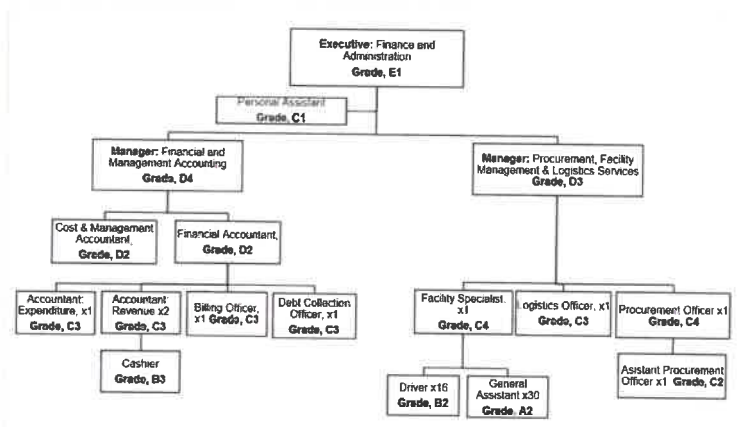 Executive: Finance and
Administration
Grade, E1
Personal Assistant
Grade, C1
Manager: Financial and
Management Accounting
Grade, D4
Manager: Procurement, Facility
Management & Logistics Services
Grade, D3
Cost & Management
Accountant,
Grade, D2
Financial Accountant,
Grade, D2
Accountant:
Expenditure, x1
Grade, C3
Accountant:
Revenue x2
Grade, C3
Billing Officer,
x1 Grade, C3
Debt Collection
Officer, x1
Grade, C3
Facility Specialist,
x1
Grade, C4
Logistics Officer, x1
Grade, C3
Procurement Officer x1
Grade, C4
Cashier
Grade, B3
Driver x16
Grade, B2
General
Assistant x30
Grade, A2
Asistant Procurement
Officer x1 Grade, C2